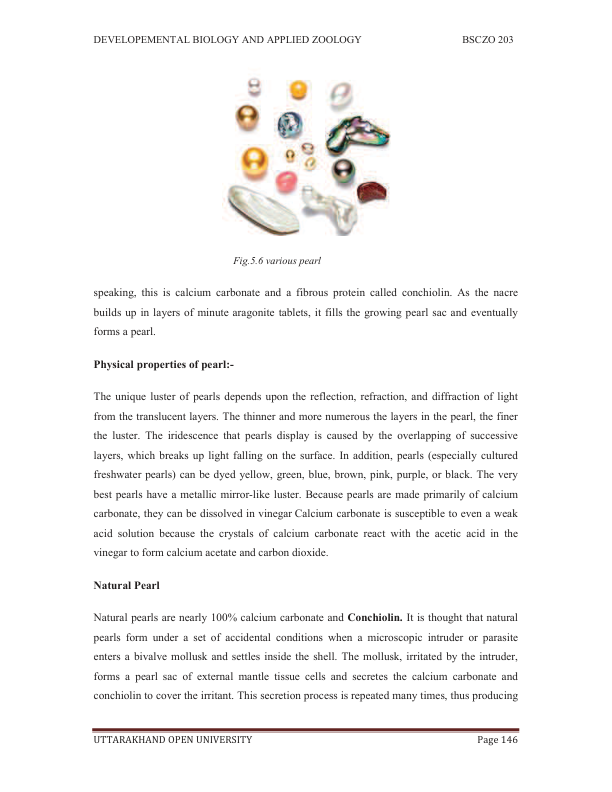 DEVELOPEMENTAL BIOLOGY AND APPLIED ZOOLOGY BSCZO 203
Fig.5.6 various pearl
speaking, this is calcium carbonate and a fibrous protein called conchiolin. As the nacre
builds up in layers of minute aragonite tablets, it fills the growing pearl sac and eventually
forms a pearl.
Physical properties of pearl:-
The unique luster of pearls depends upon the reflection, refraction, and diffraction of light
from the translucent layers. The thinner and more numerous the layers in the pearl, the finer
the luster. The iridescence that pearls display is caused by the overlapping of successive
layers, which breaks up light falling on the surface. In addition, pearls (especially cultured
freshwater pearls) can be dyed yellow, green, blue, brown, pink, purple, or black. The very
best pearls have a metallic mirror-like luster. Because pearls are made primarily of calcium
carbonate, they can be dissolved in vinegar Calcium carbonate is susceptible to even a weak
acid solution because the crystals of calcium carbonate react with the acetic acid in the
vinegar to form calcium acetate and carbon dioxide.
Natural Pearl
Natural pearls are nearly 100% calcium carbonate and Conchiolin. It is thought that natural
pearls form under a set of accidental conditions when a microscopic intruder or parasite
enters a bivalve mollusk and settles inside the shell. The mollusk, irritated by the intruder,
forms a pearl sac of external mantle tissue cells and secretes the calcium carbonate and
conchiolin to cover the irritant. This secretion process is repeated many times, thus producing
UTTARAKHAND OPEN UNIVERSITY Page 146